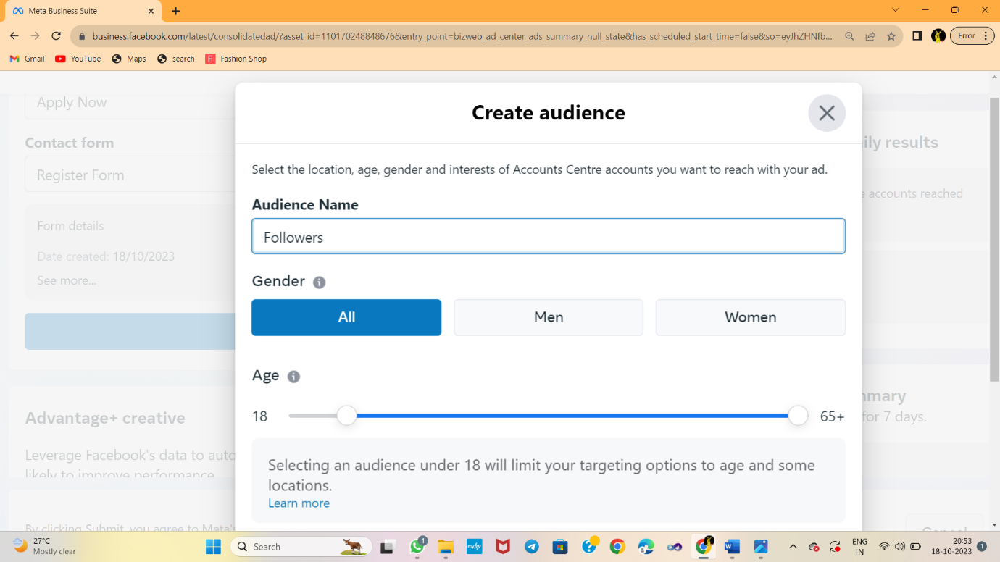 Meta Business Suite
business.facebook.com/latest/consolidatedad/?asset_id=110170248848676&entry_point=bizweb_ad_center_ads_summary_null_state&has_scheduled_start_time=false&so=eyJhZHNfb...
Error
Gmail YouTube Maps search Fashion Shop
Apply Now
Contact form
Register Form
Form details
Date created: 18/10/2023
See more...
Advantage+ creative
Leverage Facebook's data to auto
likely to improve performance
By clicking Submit, you agree to Meta's
Create audience
Select the location, age, gender and interests of Accounts Centre accounts you want to reach with your ad.
Audience Name
Followers
Gender
All Men Women
Age
18 65+
Selecting an audience under 18 will limit your targeting options to age and some
locations.
Learn more
ily results
accounts reached
mary
for 7 days.
Cancel
27°C
Mostly clear
Search
1
myhp
ENG
IN
20:53
18-10-2023
1